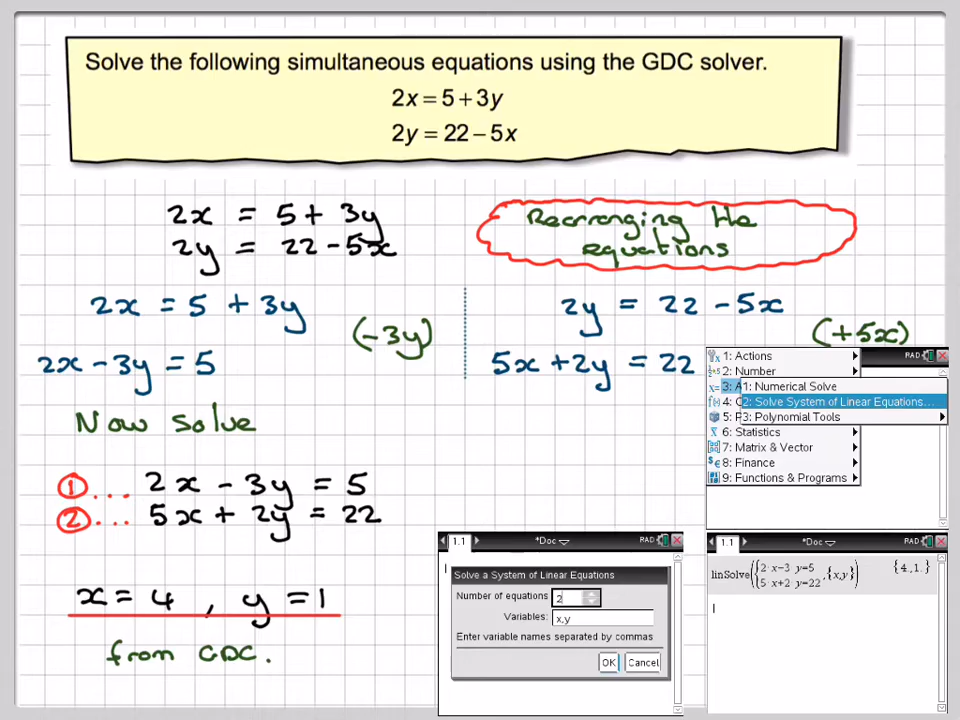 Solve the following simultaneous equations using the GDC solver.
2x = 5 + 3y
2y = 22 – 5x
2x = 5 + 3y
2y = 22 - 5x
Rearranging the
equations
2x = 5 + 3y
(-3y)
2x - 3y = 5
2y = 22 - 5x
(+5x)
5x + 2y = 22
Now solve
① ... 2x - 3y = 5
② ... 5x + 2y = 22
x = 4 , y = 1
from GDC.
RAD
1: Actions
2: Number
3: A
1: Numerical Solve
2: Solve System of Linear Equations...
3: Polynomial Tools
4: C
5: P
6: Statistics
7: Matrix & Vector
8: Finance
9: Functions & Programs
1.1 *Doc RAD
Solve a System of Linear Equations
Number of equations 2
Variables: x,y
Enter variable names separated by commas
OK Cancel
1.1 *Doc RAD
linSolve({2·x-3·y=5
5·x+2·y=22,{x,y}) {4.,1.}